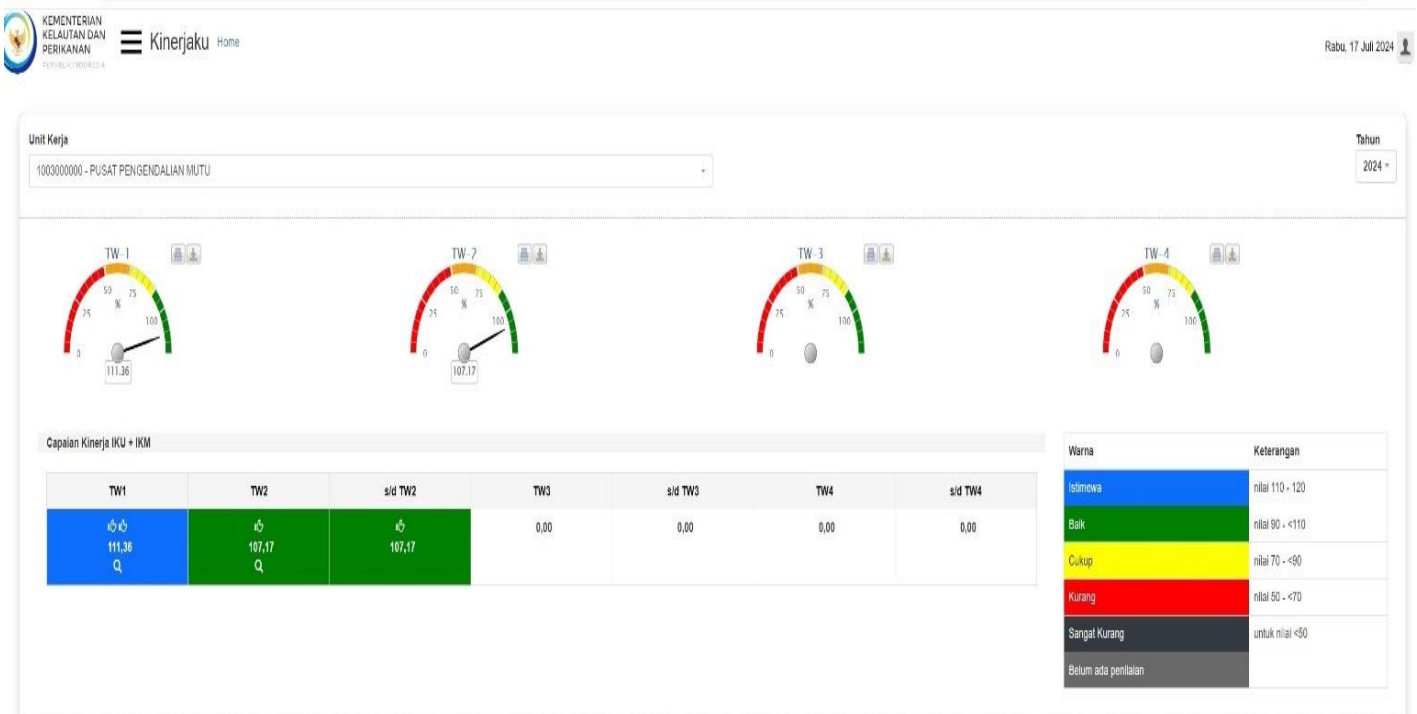 KEMENTERIAN
KELAUTAN DAN
PERIKANAN
REPUBLIK INDONESIA
Kinerjaku Home
Rabu, 17 Juli 2024
Unit Kerja
1003000000 - PUSAT PENGENDALIAN MUTU
Tahun
2024
TW-1
0 25 50 75 100
%
111.36
TW-2
0 25 50 75 100
%
107.17
TW-3
0 25 50 75 100
%
TW-4
0 25 50 75 100
%
Capaian Kinerja IKU + IKM
TW1 TW2 s/d TW2 TW3 s/d TW3 TW4 s/d TW4
111,36 107,17 107,17 0,00 0,00 0,00 0,00
Warna Keterangan
Istimewa nilai 110 - 120
Baik nilai 90 - <110
Cukup nilai 70 - <90
Kurang nilai 50 - <70
Sangat Kurang untuk nilai <50
Belum ada penilaian